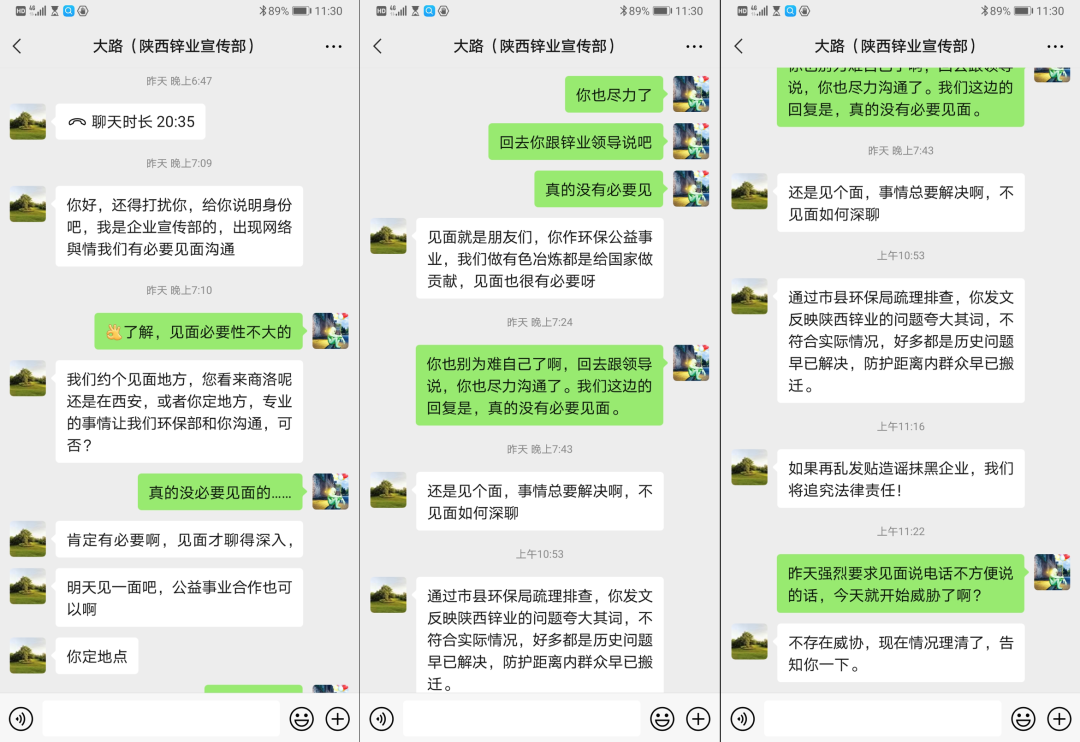 HD 4G 89% 11:30
大路（陕西锌业宣传部）
昨天 晚上6:47
聊天时长 20:35
昨天 晚上7:09
你好，还得打扰你，给你说明身份
吧，我是企业宣传部的，出现网络
與情我们有必要见面沟通
昨天 晚上7:10
了解，见面必要性不大的
我们约个见面地方，您看来商洛呢
还是在西安，或者你定地方，专业
的事情让我们环保部和你沟通，可
否？
真的没必要见面的......
肯定有必要啊，见面才聊得深入，
明天见一面吧，公益事业合作也可
以啊
你定地点
HD 4G 89% 11:30
大路（陕西锌业宣传部）
你也尽力了
回去你跟锌业领导说吧
真的没有必要见
见面就是朋友们，你作环保公益事
业，我们做有色冶炼都是给国家做
贡献，见面也很有必要呀
昨天 晚上7:24
你也别为难自己了啊，回去跟领导
说，你也尽力沟通了。我们这边的
回复是，真的没有必要见面。
昨天 晚上7:43
还是见个面，事情总要解决啊，不
见面如何深聊
上午10:53
通过市县环保局疏理排查，你发文
反映陕西锌业的问题夸大其词，不
符合实际情况，好多都是历史问题
早已解决，防护距离内群众早已搬
迁。
HD 4G 89% 11:30
大路（陕西锌业宣传部）
你也别为难自己了啊，回去跟领导
说，你也尽力沟通了。我们这边的
回复是，真的没有必要见面。
昨天 晚上7:43
还是见个面，事情总要解决啊，不
见面如何深聊
上午10:53
通过市县环保局疏理排查，你发文
反映陕西锌业的问题夸大其词，不
符合实际情况，好多都是历史问题
早已解决，防护距离内群众早已搬
迁。
上午11:16
如果再乱发贴造谣抹黑企业，我们
将追究法律责任！
上午11:22
昨天强烈要求见面说电话不方便说
的话，今天就开始威胁了啊？
不存在威协，现在情况理清了，告
知你一下。